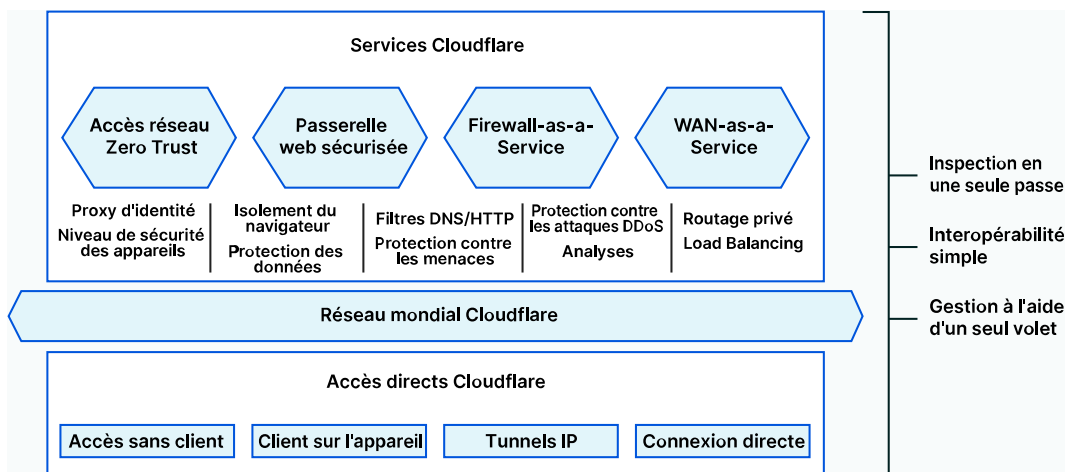 Services Cloudflare
Accès réseau
Zero Trust
Passerelle
web sécurisée
Firewall-as-a-
Service
WAN-as-a-
Service
Proxy d'identité
Niveau de sécurité
des appareils
Isolement du
navigateur
Protection des
données
Filtres DNS/HTTP
Protection contre
les menaces
Protection contre
les attaques DDoS
Analyses
Routage privé
Load Balancing
Réseau mondial Cloudflare
Accès directs Cloudflare
Accès sans client
Client sur l'appareil
Tunnels IP
Connexion directe
Inspection en
une seule passe
Interopérabilité
simple
Gestion à l'aide
d'un seul volet